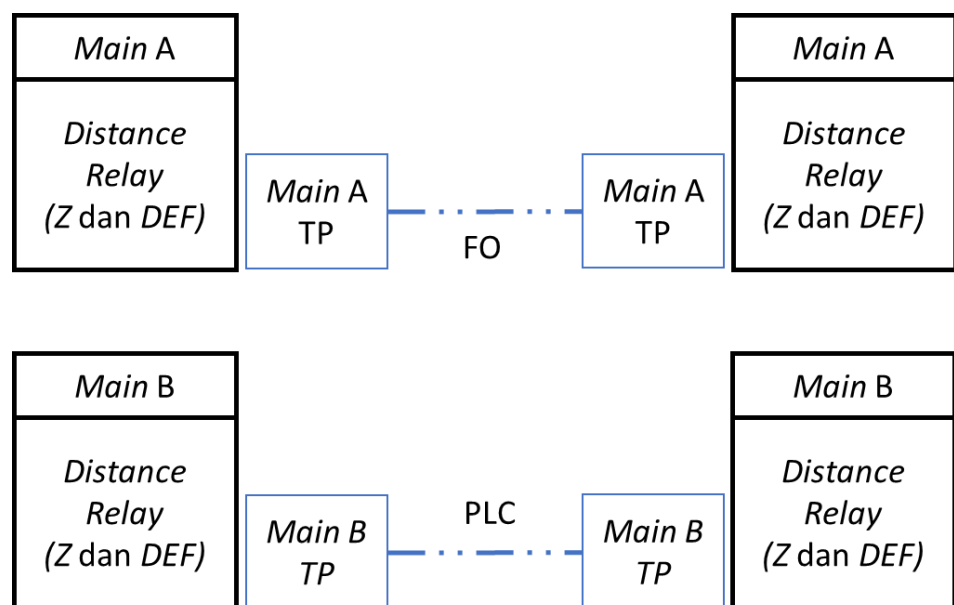 Main A
Distance
Relay
(Z dan DEF)
Main A
TP
FO
Main A
TP
Main A
Distance
Relay
(Z dan DEF)
Main B
Distance
Relay
(Z dan DEF)
Main B
TP
PLC
Main B
TP
Main B
Distance
Relay
(Z dan DEF)